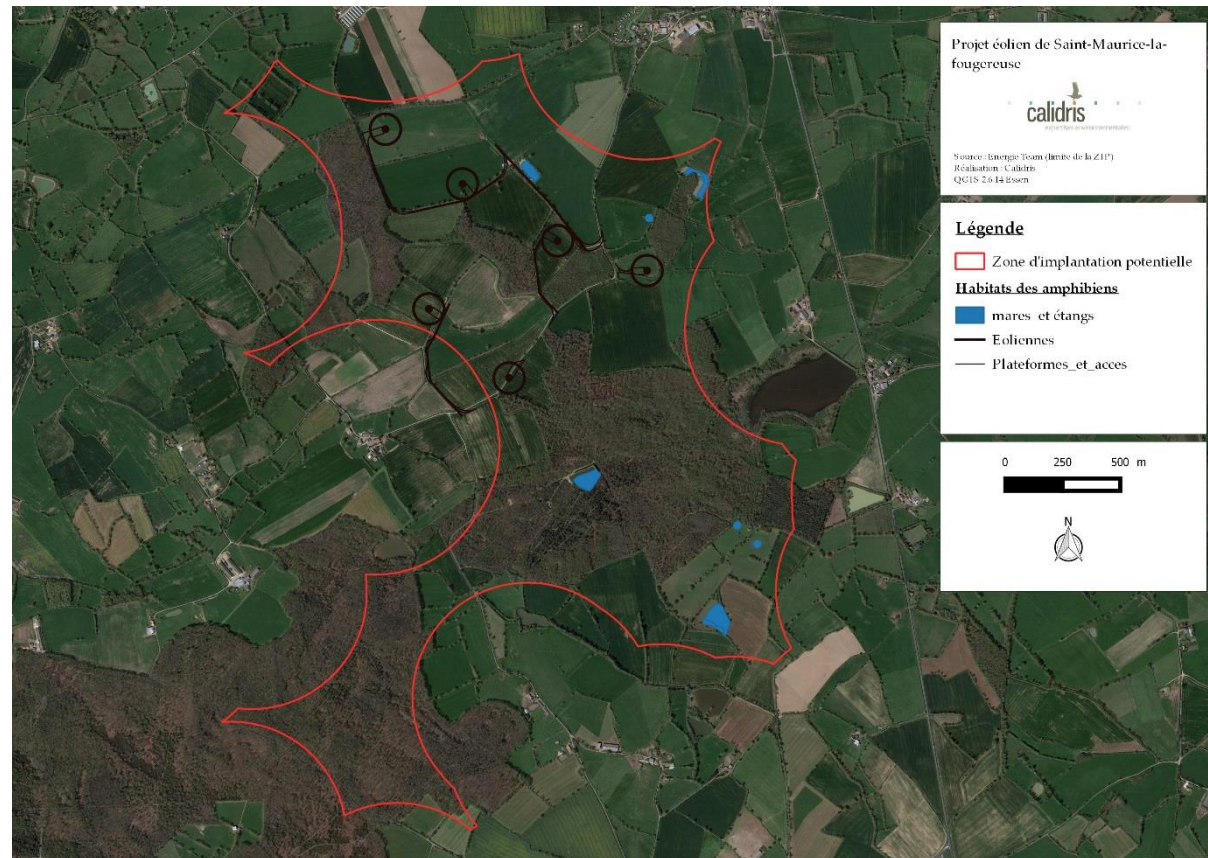 Projet éolien de Saint-Maurice-la-
fougereuse
calidris
expertises environnementales
Source : Energie Team (limite de la ZIP)
Réalisation : Calidris
QGIS 2.6.14 Essen
Légende
Zone d'implantation potentielle
Habitats des amphibiens
mares et étangs
Eoliennes
Plateformes_et_acces
0 250 500 m
N